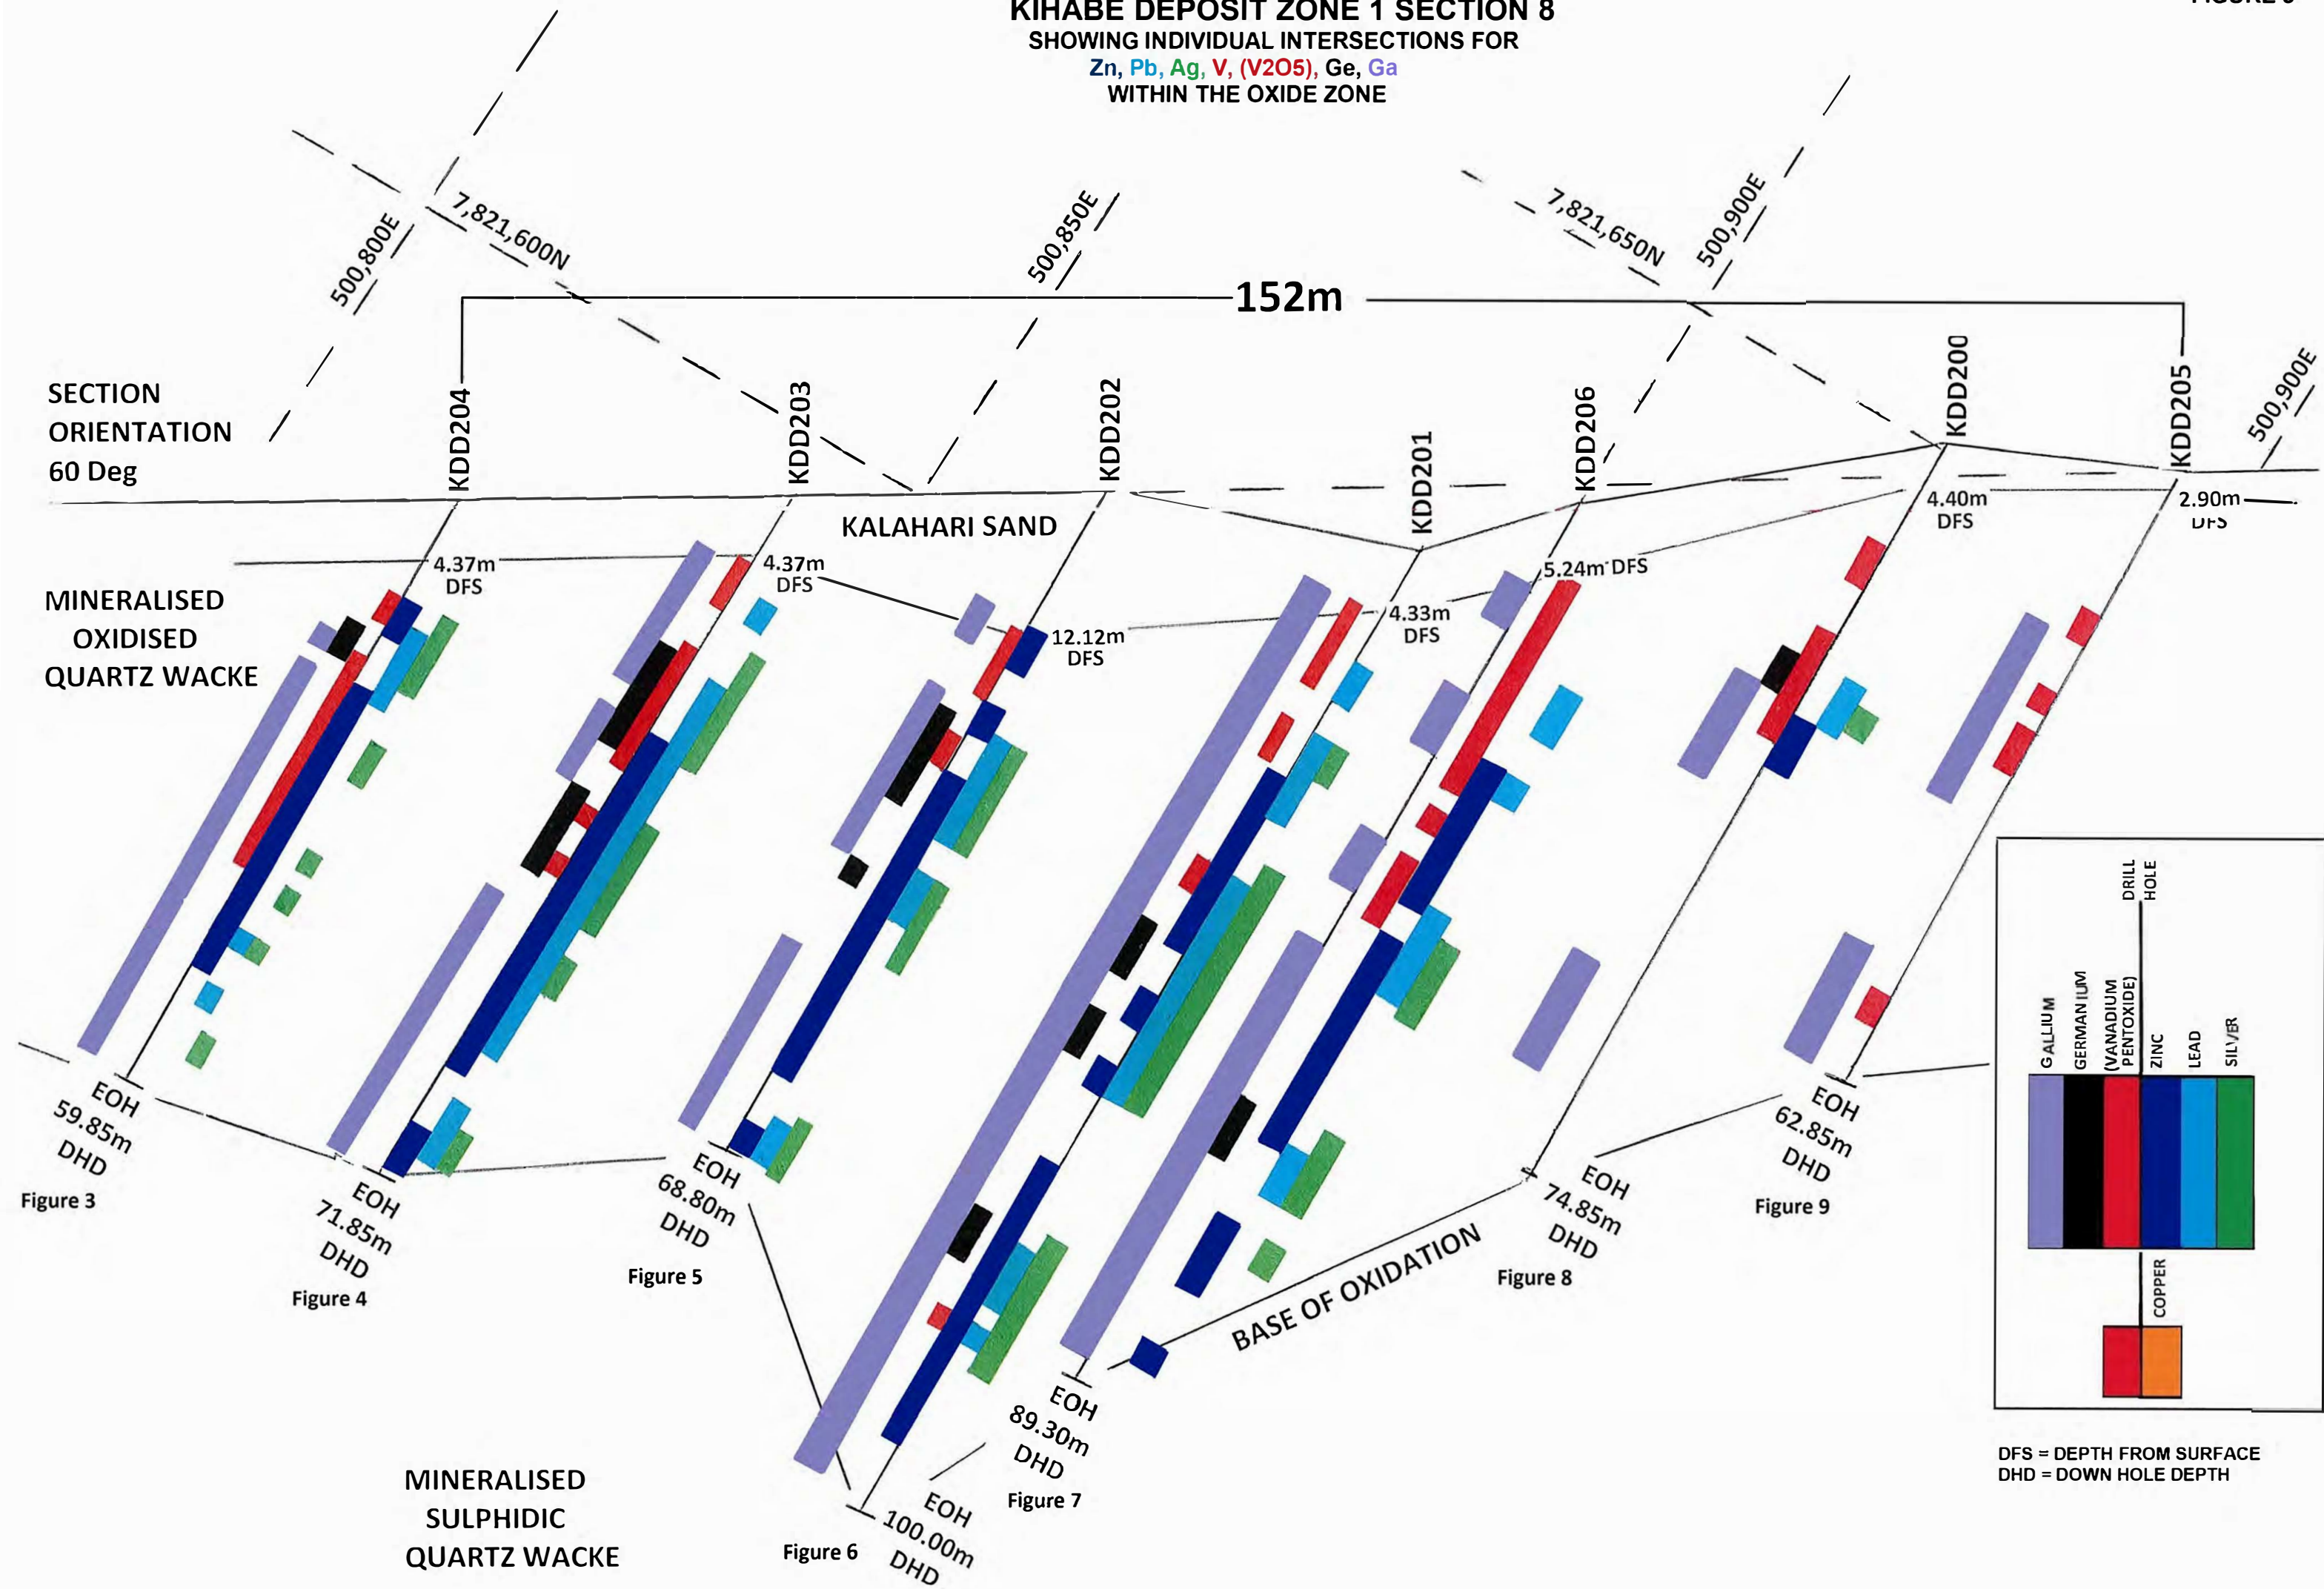 KIHABE DEPOSIT ZONE 1 SECTION 8
SHOWING INDIVIDUAL INTERSECTIONS FOR
Zn, Pb, Ag, V, (V2O5), Ge, Ga
WITHIN THE OXIDE ZONE
7,821,600N
500,800E
500,850E
7,821,650N
500,900E
152m
SECTION
ORIENTATION
60 Deg
KDD204
KDD203
KDD202
KDD201
KDD206
KDD200
KDD205
500,900E
KALAHARI SAND
4.37m
DFS
4.37m
DFS
12.12m
DFS
4.33m
DFS
5.24m DFS
4.40m
DFS
2.90m
DFS
MINERALISED
OXIDISED
QUARTZ WACKE
EOH
59.85m
DHD
Figure 3
EOH
71.85m
DHD
Figure 4
EOH
68.80m
DHD
Figure 5
EOH
100.00m
DHD
Figure 6
EOH
89.30m
DHD
Figure 7
BASE OF OXIDATION
EOH
74.85m
DHD
Figure 8
EOH
62.85m
DHD
Figure 9
DRILL
HOLE
GALLIUM
GERMANIUM
(VANADIUM
PENTOXIDE)
ZINC
LEAD
SILVER
COPPER
DFS = DEPTH FROM SURFACE
DHD = DOWN HOLE DEPTH
MINERALISED
SULPHIDIC
QUARTZ WACKE